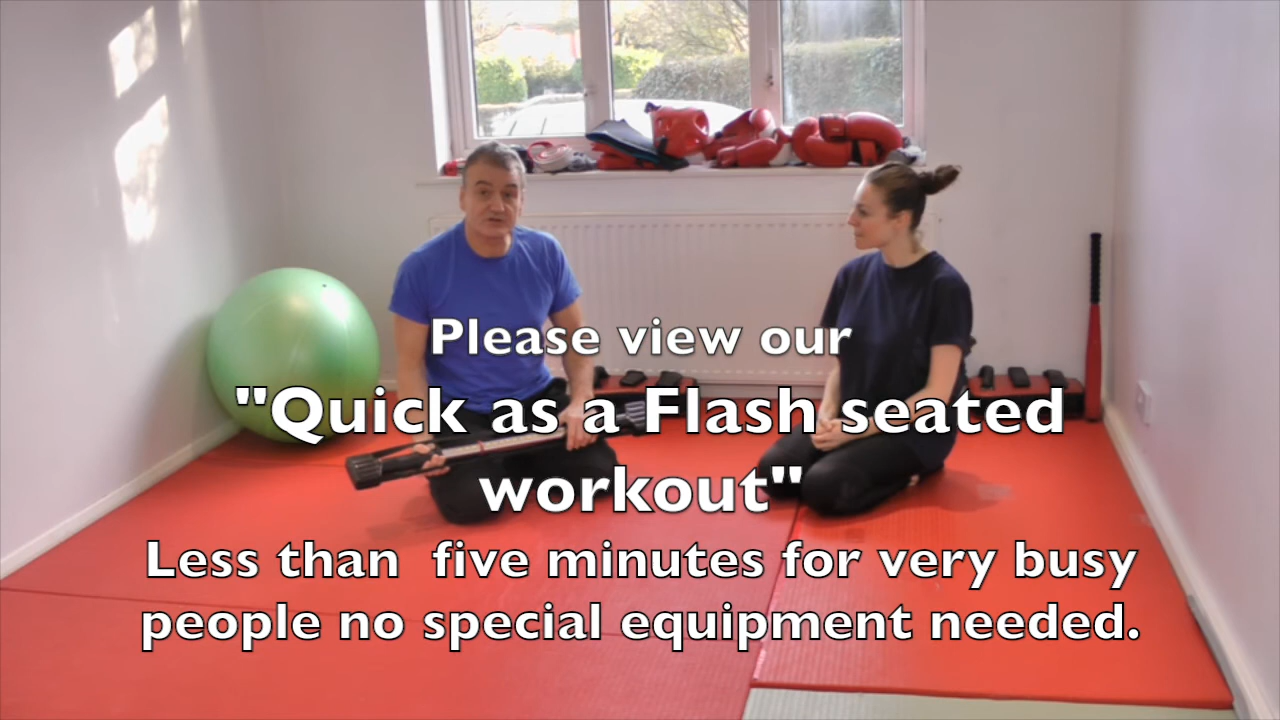 Please view our
"Quick as a Flash seated
workout"
Less than  five minutes for very busy
people no special equipment needed.